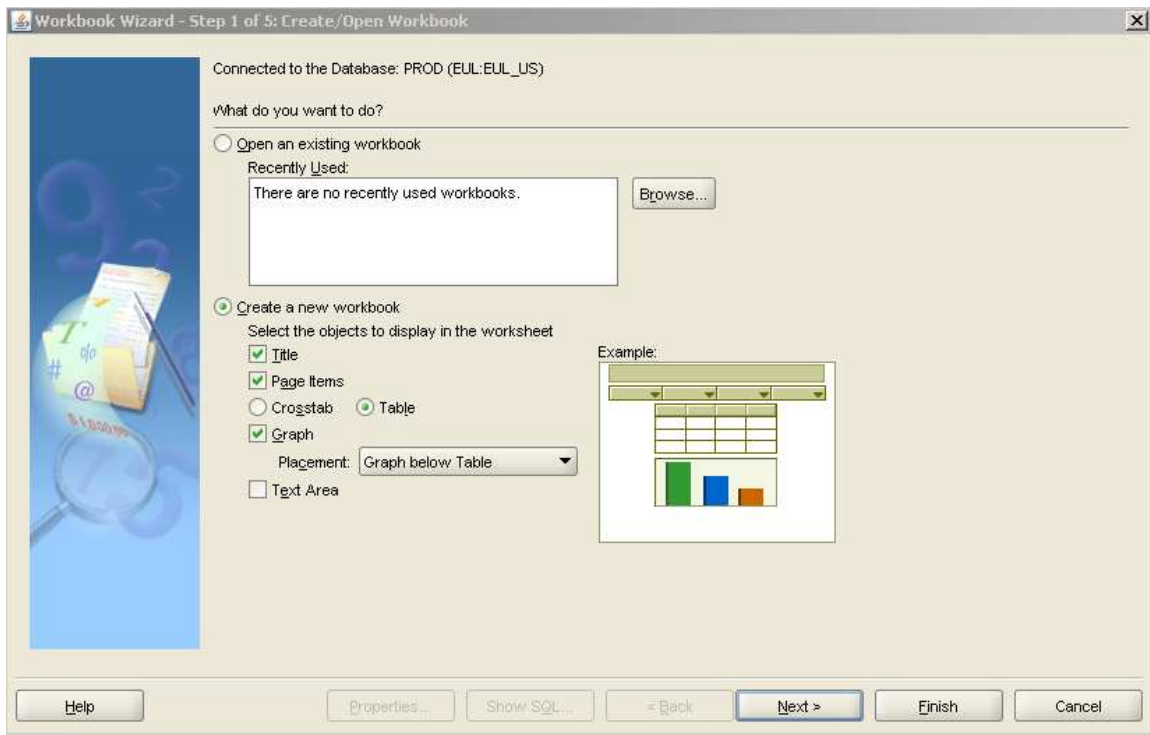 Workbook Wizard - Step 1 of 5: Create/Open Workbook
Connected to the Database: PROD (EUL:EUL_US)
What do you want to do?
Open an existing workbook
Recently Used:
There are no recently used workbooks.
Browse...
Create a new workbook
Select the objects to display in the worksheet
Title
Example:
Page Items
Crosstab Table
Graph
Placement: Graph below Table
Text Area
Help Properties... Show SQL... < Back Next > Finish Cancel